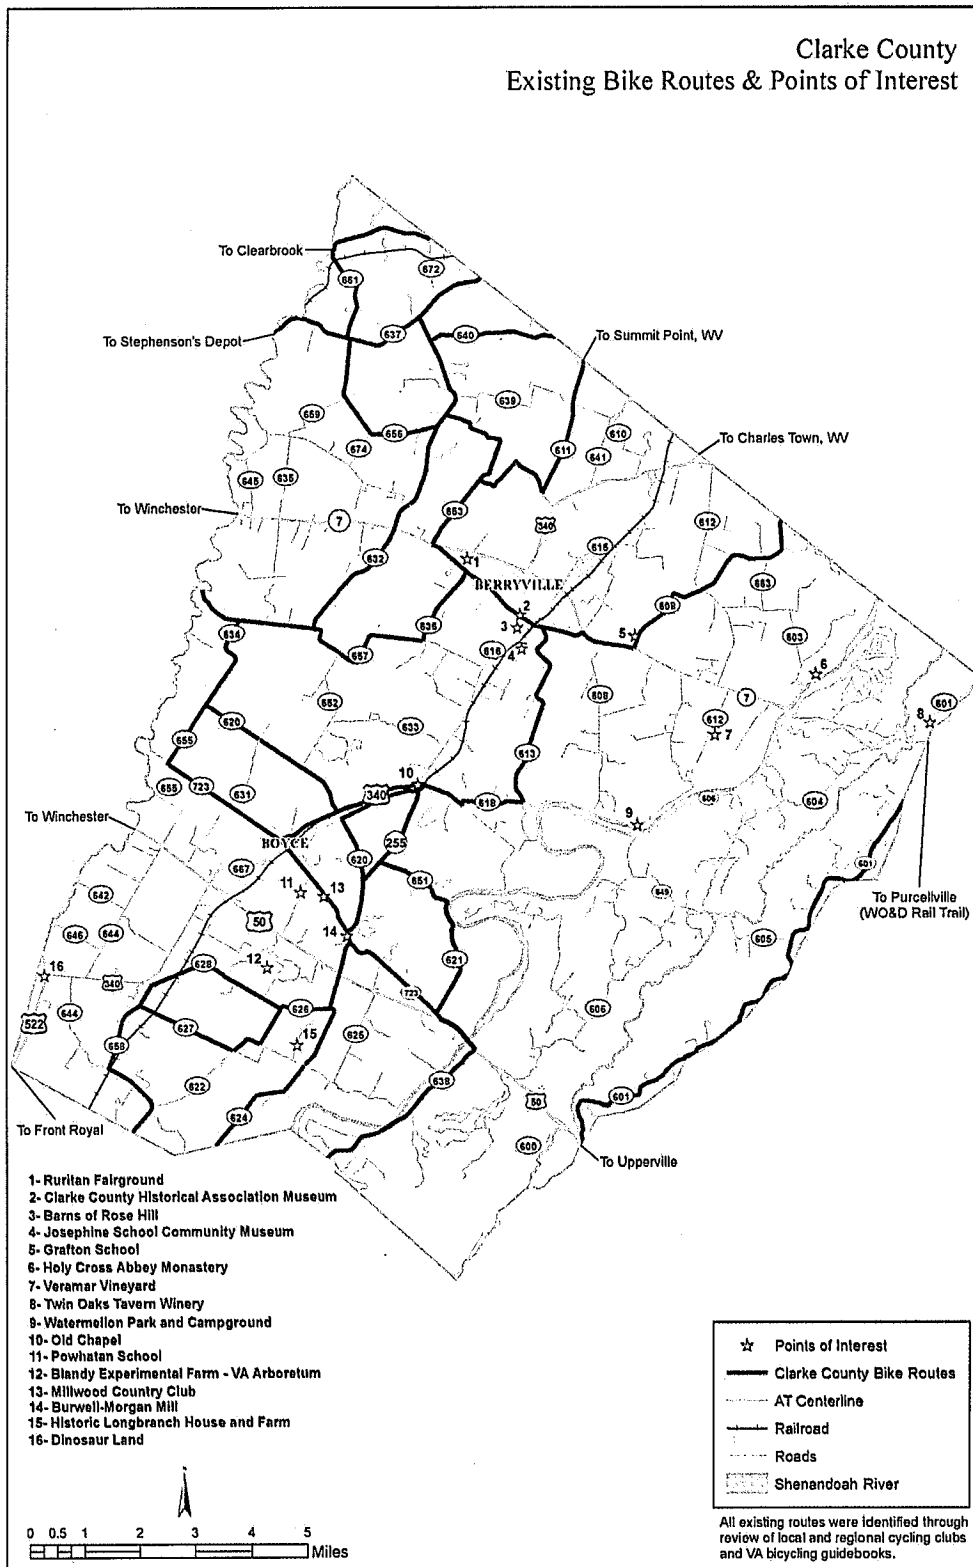 Clarke County
Existing Bike Routes & Points of Interest
To Clearbrook
672
661
To Stephenson's Depot
637
640
To Summit Point, WV
639
659
656
610
674
611
641
To Charles Town, WV
645
635
To Winchester
7
653
340
612
615
632
1
BERRYVILLE
663
2
608
636
3
5
603
634
616
4
657
6
652
608
7
601
620
633
612
8
7
655
613
10
655
723
631
340
618
606
604
9
To Winchester
BOYCE
620
255
667
601
651
11
13
649
To Purcellville
(WO&D Rail Trail)
642
50
646
644
14
605
628
12
621
16
340
723
626
644
606
522
627
15
625
658
622
638
624
601
50
To Front Royal
600
To Upperville
1- Ruritan Fairground
2- Clarke County Historical Association Museum
3- Barns of Rose Hill
4- Josephine School Community Museum
5- Grafton School
6- Holy Cross Abbey Monastery
7- Veramar Vineyard
8- Twin Oaks Tavern Winery
9- Watermellon Park and Campground
10- Old Chapel
11- Powhatan School
12- Blandy Experimental Farm - VA Arboretum
13- Millwood Country Club
14- Burwell-Morgan Mill
15- Historic Longbranch House and Farm
16- Dinosaur Land
Points of Interest
Clarke County Bike Routes
AT Centerline
Railroad
Roads
Shenandoah River
0 0.5 1 2 3 4 5
Miles
All existing routes were identified through
review of local and regional cycling clubs
and VA bicycling guidebooks.